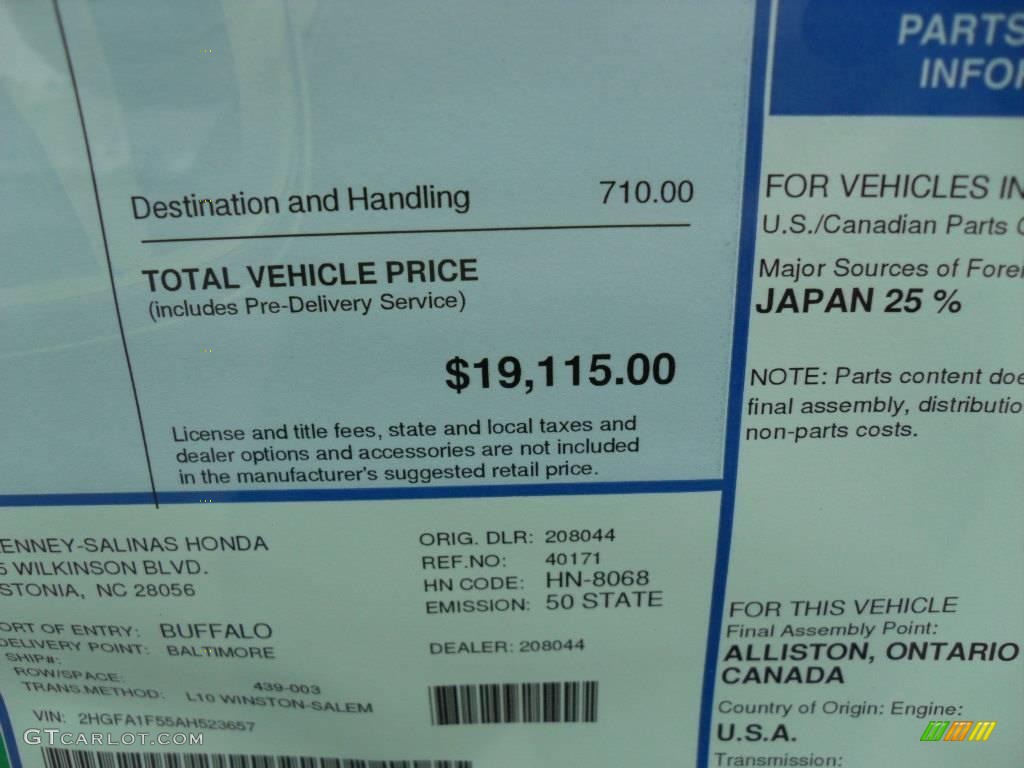 Destination and Handling 710.00
TOTAL VEHICLE PRICE
(includes Pre-Delivery Service)
$19,115.00
License and title fees, state and local taxes and
dealer options and accessories are not included
in the manufacturer's suggested retail price.
ENNEY-SALINAS HONDA
5 WILKINSON BLVD.
STONIA, NC 28056
ORT OF ENTRY: BUFFALO
DELIVERY POINT: BALTIMORE
SHIP#:
ROW/SPACE: 439-003
TRANS.METHOD: L10 WINSTON-SALEM
VIN: 2HGFA1F55AH523657
GTCARLOT.COM
ORIG. DLR: 208044
REF.NO: 40171
HN CODE: HN-8068
EMISSION: 50 STATE
DEALER: 208044
PARTS
INFO
FOR VEHICLES IN
U.S./Canadian Parts
Major Sources of Forei
JAPAN 25 %
NOTE: Parts content doe
final assembly, distributio
non-parts costs.
FOR THIS VEHICLE
Final Assembly Point:
ALLISTON, ONTARIO
CANADA
Country of Origin: Engine:
U.S.A.
Transmission: